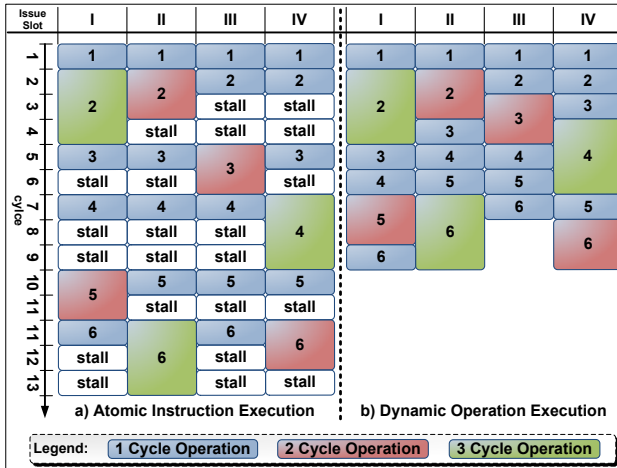 Issue Slot I II III IV I II III IV
1 1 1 1 1 1 1 1 1
2 2 2 2 2 2 2
3 2 stall stall 2 3 3
4 stall stall stall 3
5 3 3 3 3 3 4 4 4
6 stall stall stall 4 5 5
7 4 4 4 6 5
8 stall stall stall 4 5 6 6
9 stall stall stall 6
10 5 5 5 5
11 stall stall stall
11 6 6 6
12 stall 6 stall
13 stall stall stall
cylce
a) Atomic Instruction Execution b) Dynamic Operation Execution
Legend: 1 Cycle Operation 2 Cycle Operation 3 Cycle Operation